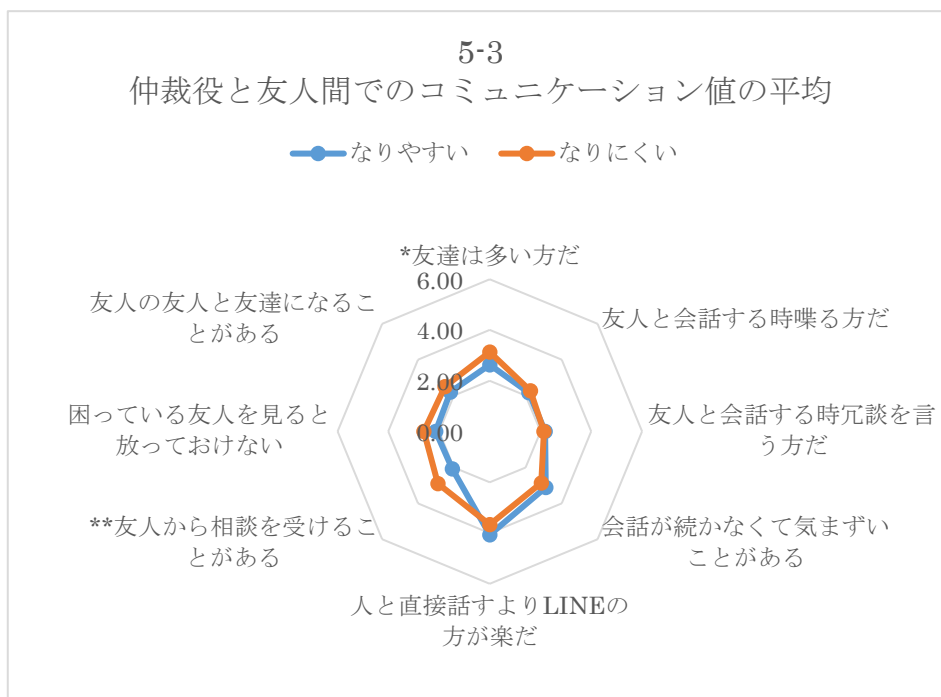 5-3
仲裁役と友人間でのコミュニケーション値の平均
なりやすい なりにくい
*友達は多い方だ
友人と会話する時喋る方だ
友人と会話する時冗談を言
う方だ
会話が続かなくて気まずい
ことがある
人と直接話すよりLINEの
方が楽だ
**友人から相談を受けるこ
とがある
困っている友人を見ると
放っておけない
友人の友人と友達になるこ
とがある
6.00
4.00
2.00
0.00